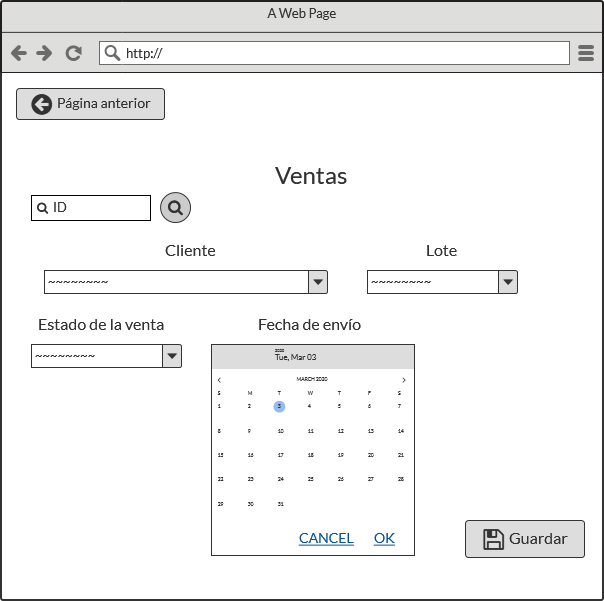 A Web Page
http://
Página anterior
Ventas
ID
Cliente Lote
~~~~~~~~ ~~~~~~~~
Estado de la venta Fecha de envío
~~~~~~~~
2020
Tue, Mar 03
< MARCH 2020 >
S M T W T F S
1 2 3 4 5 6 7
8 9 10 11 12 13 14
15 16 17 18 19 20 21
22 23 24 25 26 27 28
29 30 31
CANCEL OK
Guardar